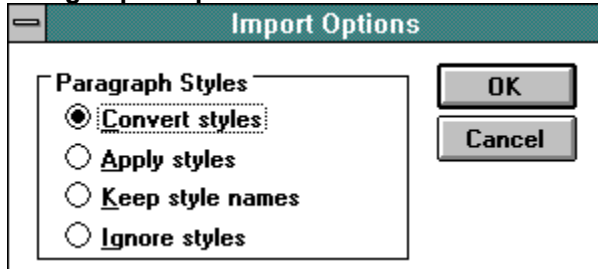 Import Options
Paragraph Styles
OK
Convert styles
Cancel
Apply styles
Keep style names
Ignore styles